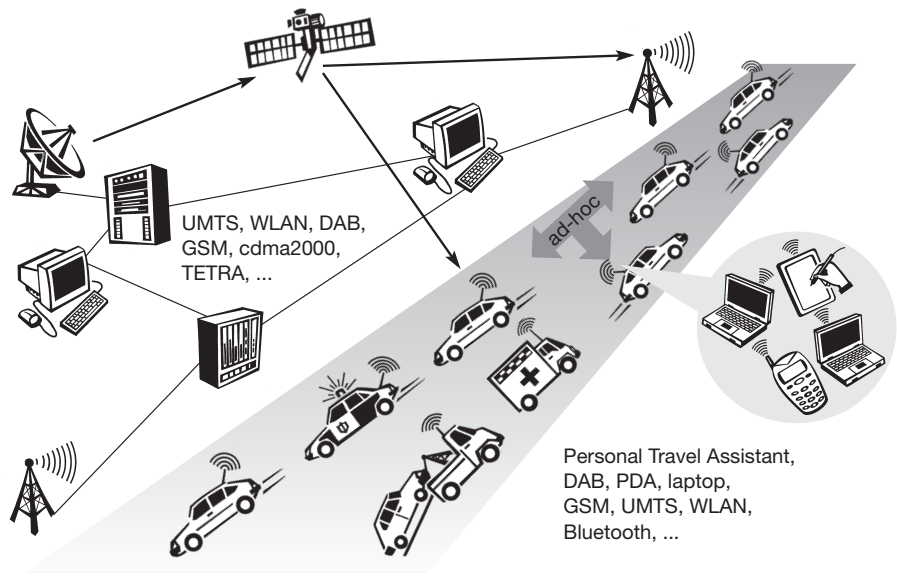 UMTS, WLAN, DAB,
GSM, cdma2000,
TETRA, ...
ad-hoc
Personal Travel Assistant,
DAB, PDA, laptop,
GSM, UMTS, WLAN,
Bluetooth, ...